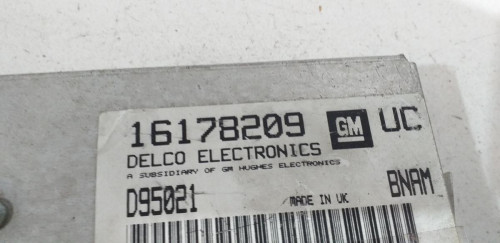 16178209 GM UC
DELCO ELECTRONICS
A SUBSIDIARY OF GM HUGHES ELECTRONICS
D95021 MADE IN UK BNAM